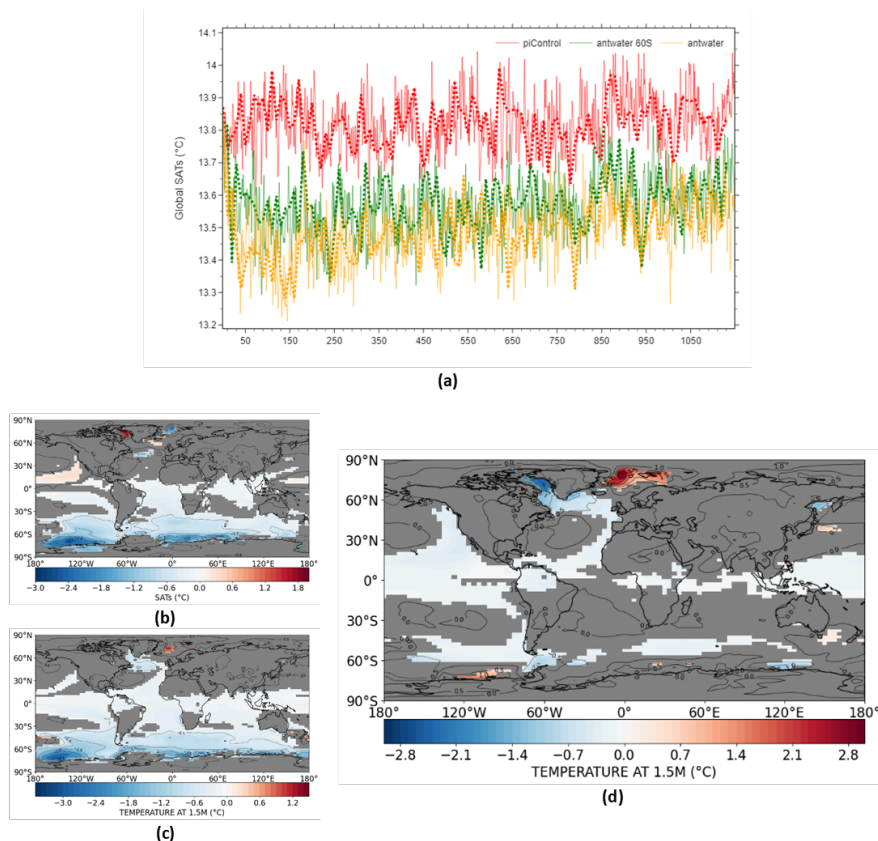 14.1
14
13.9
13.8
13.7
13.6
13.5
13.4
13.3
13.2
Global SATs (°C)
piControl antwater 60S antwater
50 150 250 350 450 550 650 750 850 950 1050
(a)
90°N
60°N
30°N
0°
30°S
60°S
90°S
180° 120°W 60°W 0° 60°E 120°E 180°
−3.0 −2.4 −1.8 −1.2 −0.6 0.0 0.6 1.2 1.8
SATs (°C)
(b)
90°N
60°N
30°N
0°
30°S
60°S
90°S
180° 120°W 60°W 0° 60°E 120°E 180°
−3.0 −2.4 −1.8 −1.2 −0.6 0.0 0.6 1.2
TEMPERATURE AT 1.5M (°C)
(c)
90°N
60°N
30°N
0°
30°S
60°S
90°S
180° 120°W 60°W 0° 60°E 120°E 180°
−2.8 −2.1 −1.4 −0.7 0.0 0.7 1.4 2.1 2.8
TEMPERATURE AT 1.5M (°C)
(d)